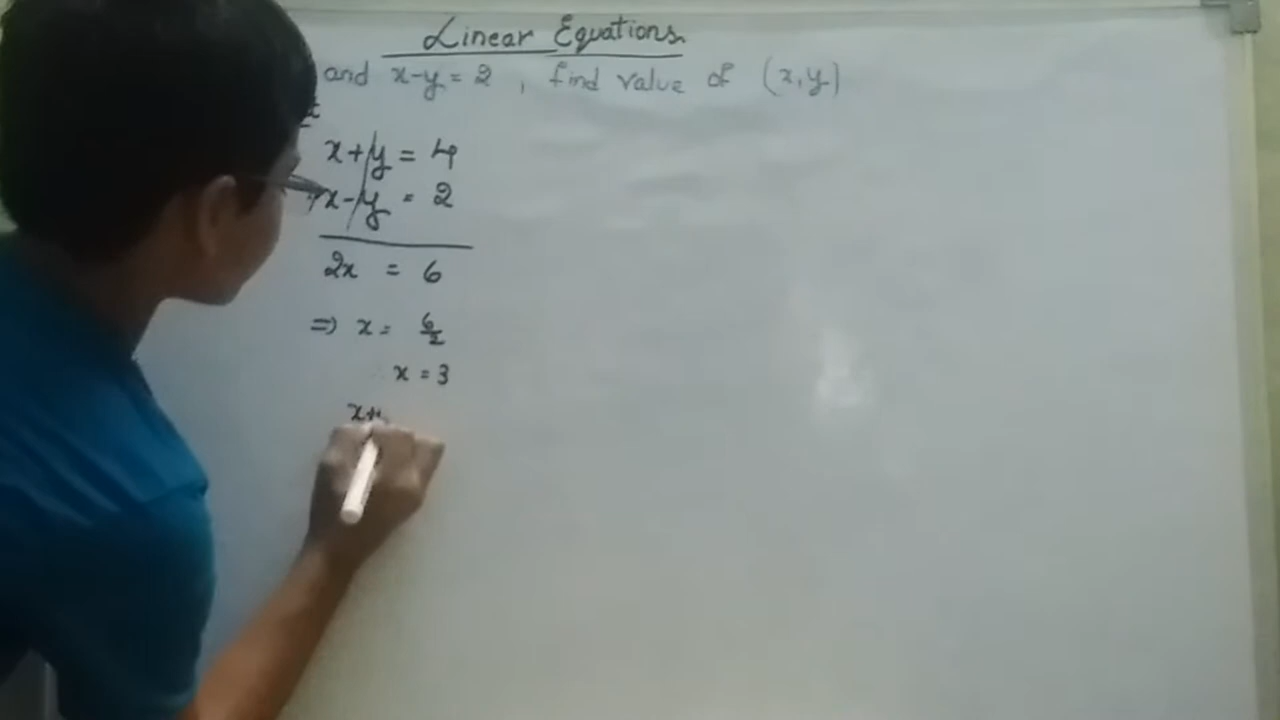 Linear Equations
and x-y = 2 , find value of (x,y)
x+y = 4
x-y = 2
2x = 6
⇒ x = 6/2
x = 3
x+